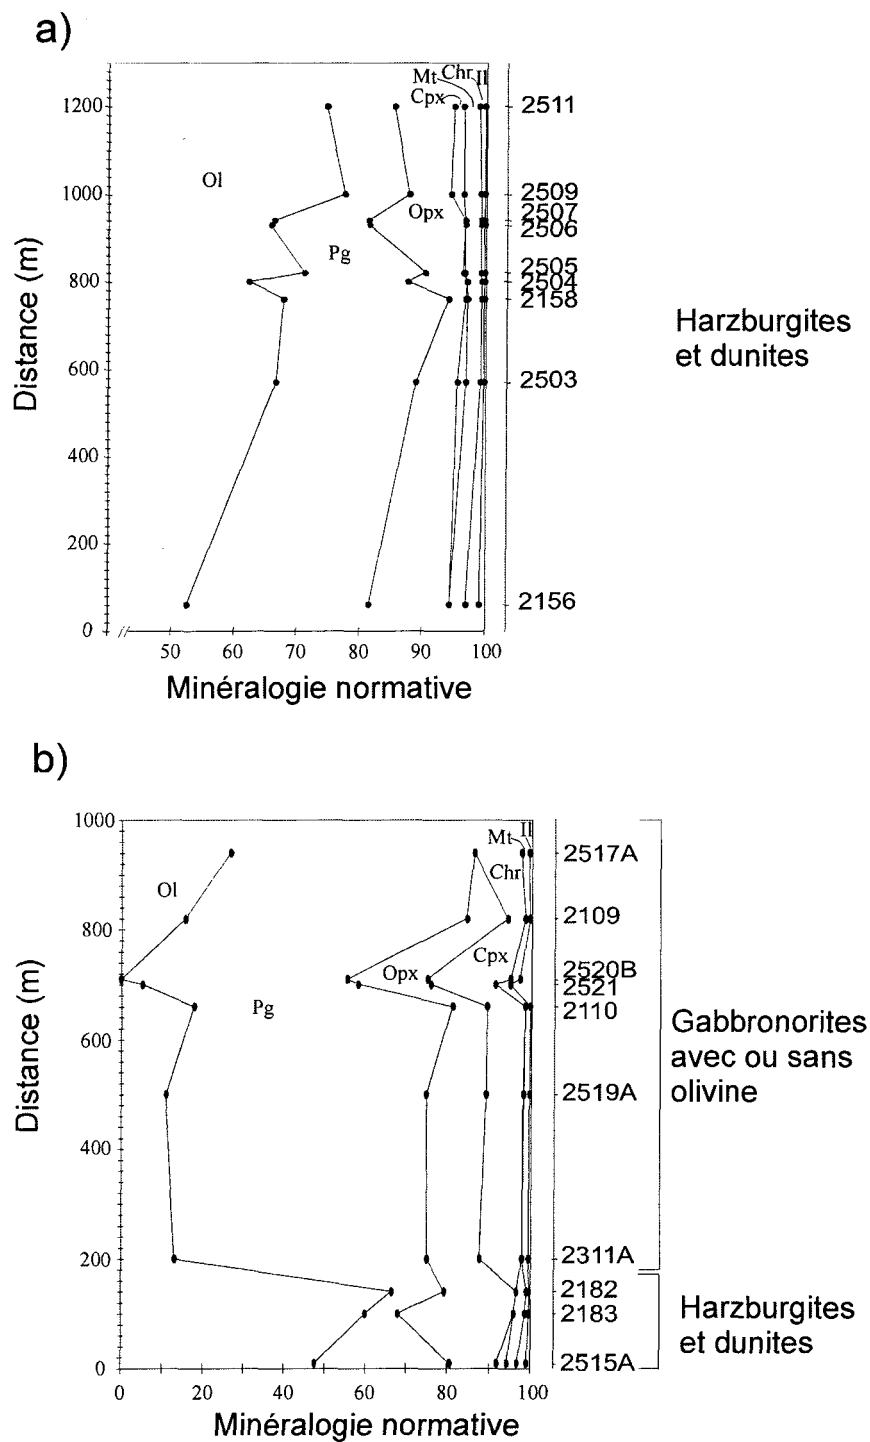 a)
Chr Il
Mt
Cpx
1200
2511
Ol
1000
2509
Opx
2507
2506
Pg
2505
800
2504
2158
Distance (m)
Harzburgites
et dunites
600
2503
400
200
2156
0
50 60 70 80 90 100
Minéralogie normative
b)
1000
Il
Mt
2517A
Chr
Ol
800
2109
Cpx
2520B
Opx
2521
Pg
2110
Gabbronorites
avec ou sans
olivine
600
Distance (m)
2519A
400
200
2311A
2182
2183
Harzburgites
et dunites
0
2515A
0 20 40 60 80 100
Minéralogie normative